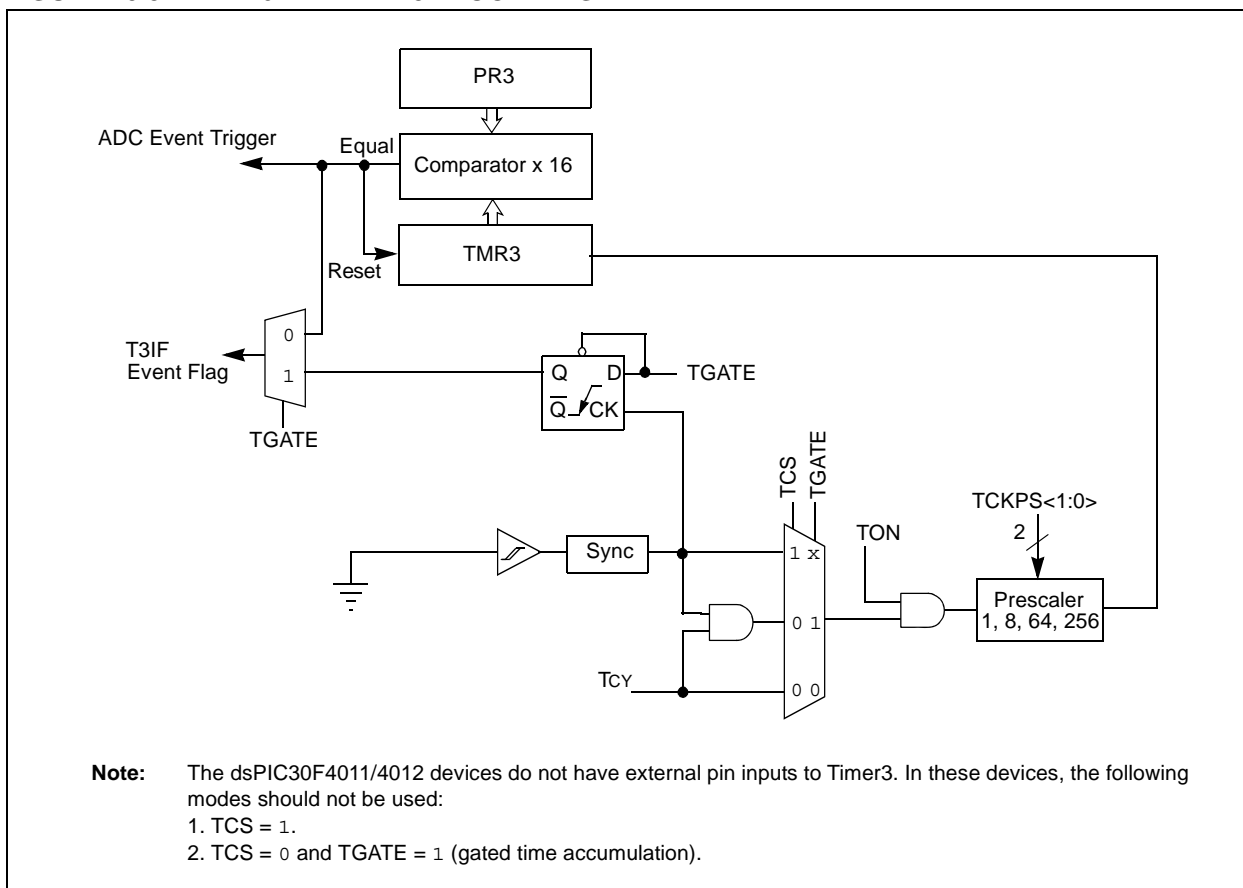 PR3
ADC Event Trigger
Equal
Comparator x 16
TMR3
Reset
0
T3IF
Event Flag
1
Q D
TGATE
Q CK
TGATE
TCS
TGATE
TCKPS<1:0>
2
TON
Sync
1 x
Prescaler
1, 8, 64, 256
0 1
TCY
0 0
Note: The dsPIC30F4011/4012 devices do not have external pin inputs to Timer3. In these devices, the following
modes should not be used:
1. TCS = 1.
2. TCS = 0 and TGATE = 1 (gated time accumulation).